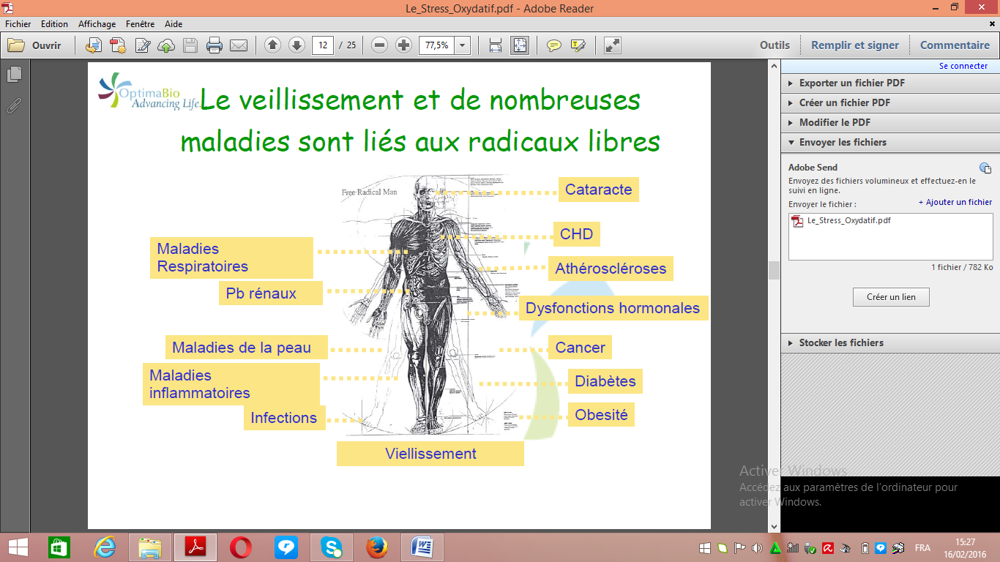 Le_Stress_Oxydatif.pdf - Adobe Reader
Fichier Edition Affichage Fenêtre Aide
Ouvrir 12 / 25 77,5% Outils Remplir et signer Commentaire
Se connecter
OptimaBio
Advancing Life.
Le veillissement et de nombreuses
maladies sont liés aux radicaux libres
Free Radical Man
Cataracte
CHD
Maladies
Respiratoires
Athéroscléroses
Pb rénaux
Dysfonctions hormonales
Maladies de la peau
Cancer
Maladies
inflammatoires
Diabètes
Infections
Obesité
Viellissement
Exporter un fichier PDF
Créer un PDF
Modifier le PDF
Envoyer les fichiers
Adobe Send
Envoyez des fichiers volumineux et effectuez-en le
suivi en ligne.
Envoyer le fichier :
+ Ajouter un fichier
Le_Stress_Oxydatif.pdf
1 fichier / 782 Ko
Créer un lien
Stocker les fichiers
Activer Windows
Accédez aux paramètres de l'ordinateur pour
activer Windows.
FRA
15:27
16/02/2016